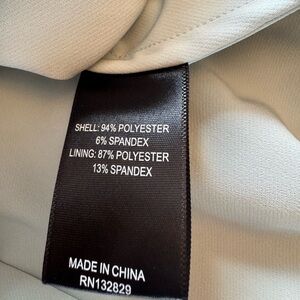 SHELL: 94% POLYESTER
6% SPANDEX
LINING: 87% POLYESTER
13% SPANDEX
MADE IN CHINA
RN132829